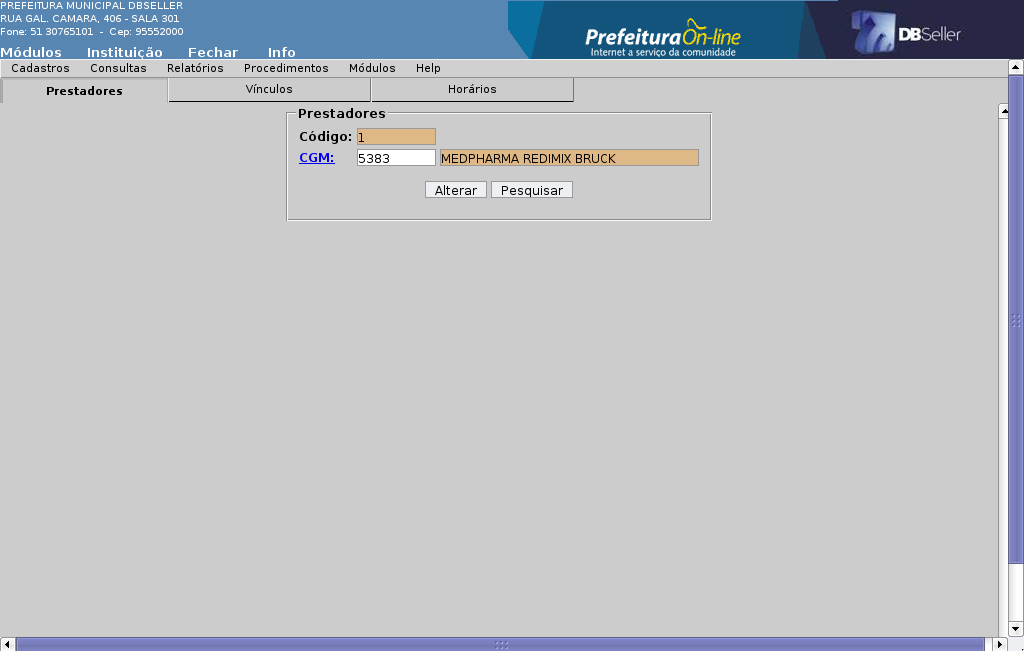 PREFEITURA MUNICIPAL DBSELLER
RUA GAL. CAMARA, 406 - SALA 301
Fone: 51 30765101 - Cep: 95552000
Módulos Instituição Fechar Info
Prefeitura On-line
Internet a serviço da comunidade
DBSeller
Cadastros Consultas Relatórios Procedimentos Módulos Help
Prestadores Vínculos Horários
Prestadores
Código: 1
CGM: 5383 MEDPHARMA REDIMIX BRUCK
Alterar Pesquisar